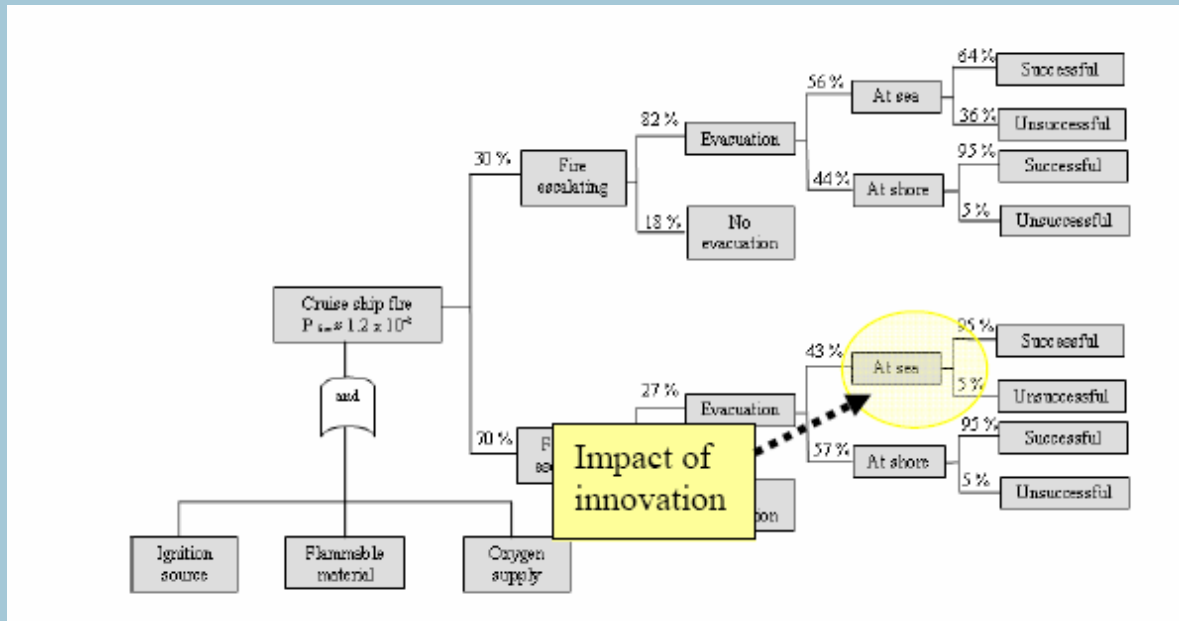 64 %
Successful
56 %
At sea
36 %
Unsuccessful
82 %
Evacuation
95 %
Successful
30 %
Fire
escalating
44 %
At shore
5 %
Unsuccessful
18 %
No
evacuation
Cruise ship fire
95 %
Successful
43 %
At sea
5 %
Unsuccessful
27 %
Evacuation
and
70 %
95 %
Successful
57 %
At shore
5 %
Unsuccessful
Impact of
innovation
Ignition
source
Flammable
material
Oxygen
supply